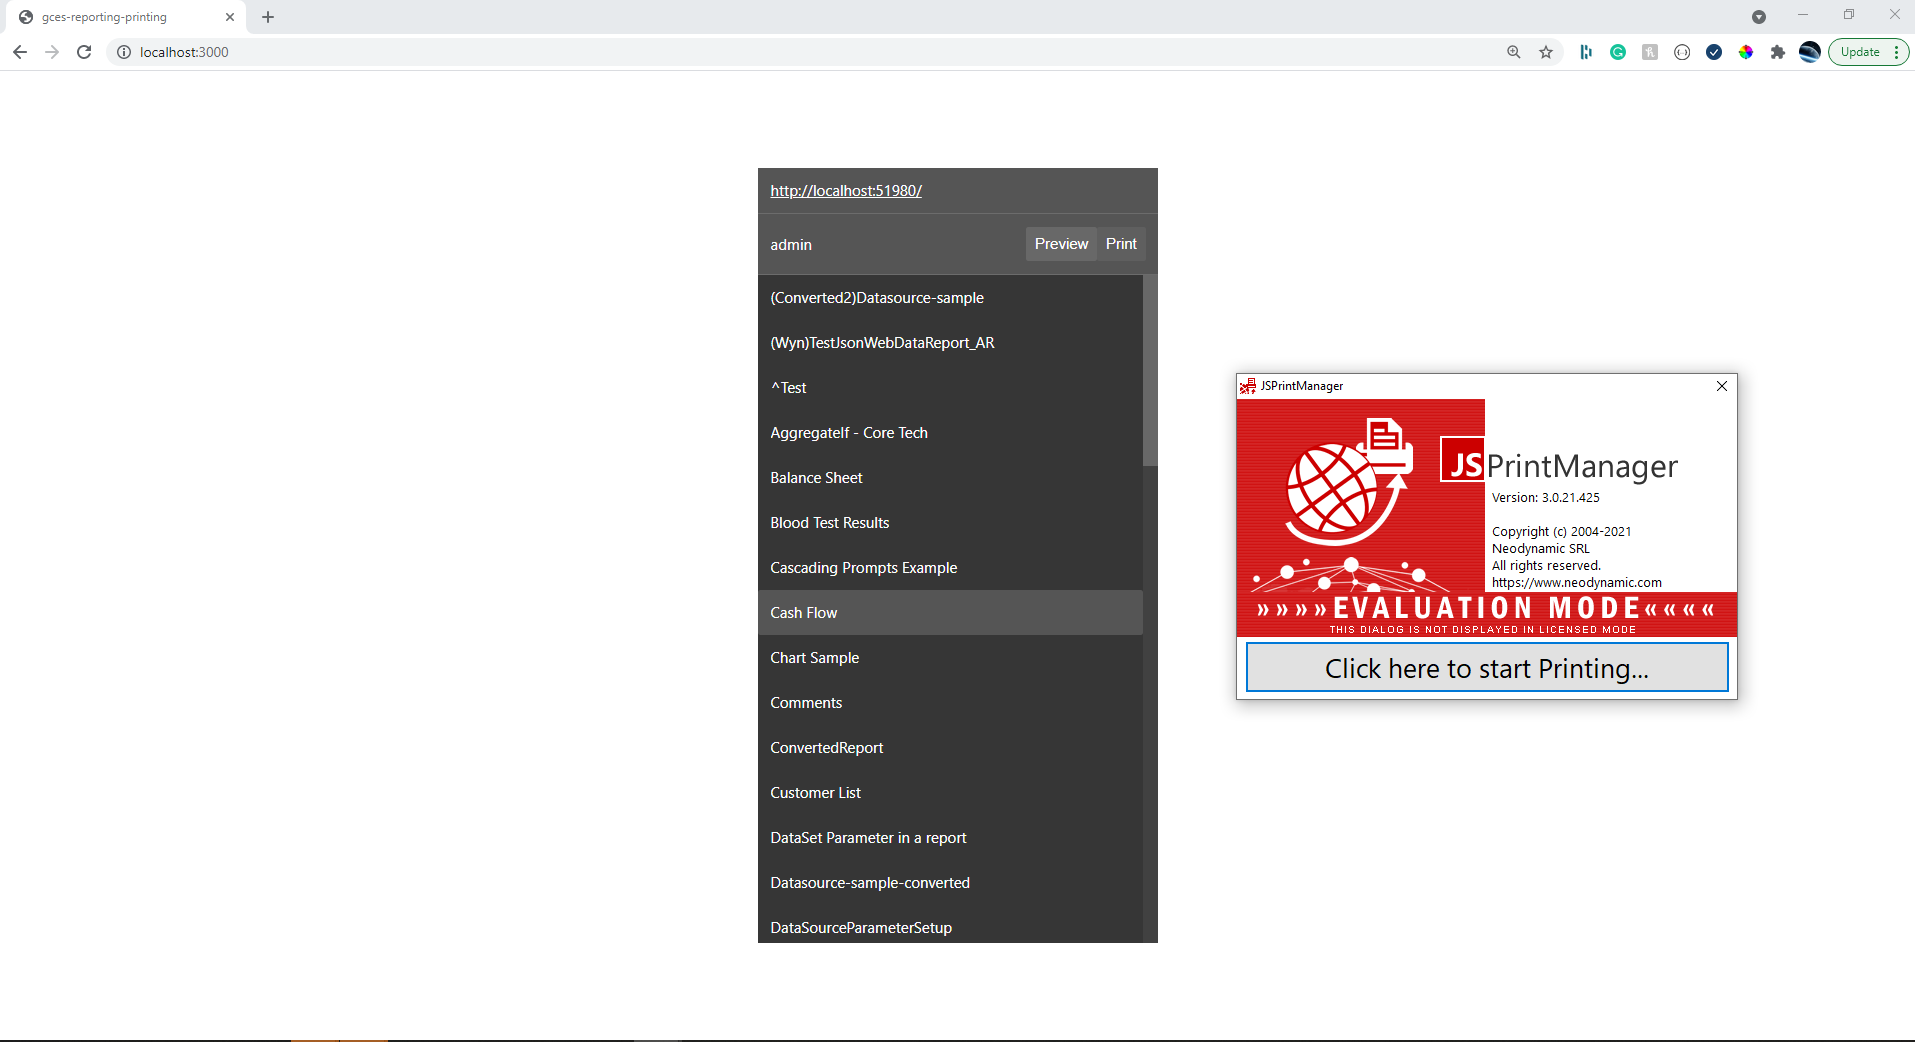 gces-reporting-printing
localhost:3000
Update
http://localhost:51980/
admin
Preview Print
(Converted2)Datasource-sample
(Wyn)TestJsonWebDataReport_AR
^Test
AggregateIf - Core Tech
Balance Sheet
Blood Test Results
Cascading Prompts Example
Cash Flow
Chart Sample
Comments
ConvertedReport
Customer List
DataSet Parameter in a report
Datasource-sample-converted
DataSourceParameterSetup
JSPrintManager
JSPrintManager
Version: 3.0.21.425
Copyright (c) 2004-2021
Neodynamic SRL
All rights reserved.
https://www.neodynamic.com
»»»»EVALUATION MODE««««
THIS DIALOG IS NOT DISPLAYED IN LICENSED MODE
Click here to start Printing...